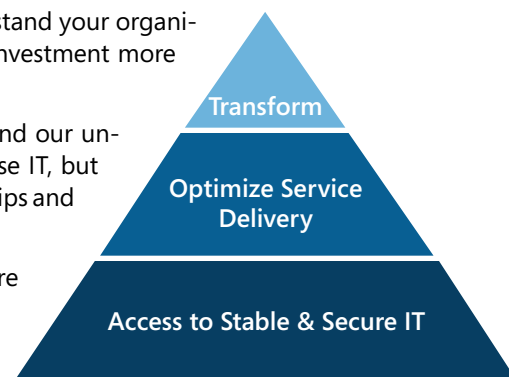 stand your organi-
nvestment more
nd our un-
se IT, but
ips and
re
Transform
Optimize Service
Delivery
Access to Stable & Secure IT